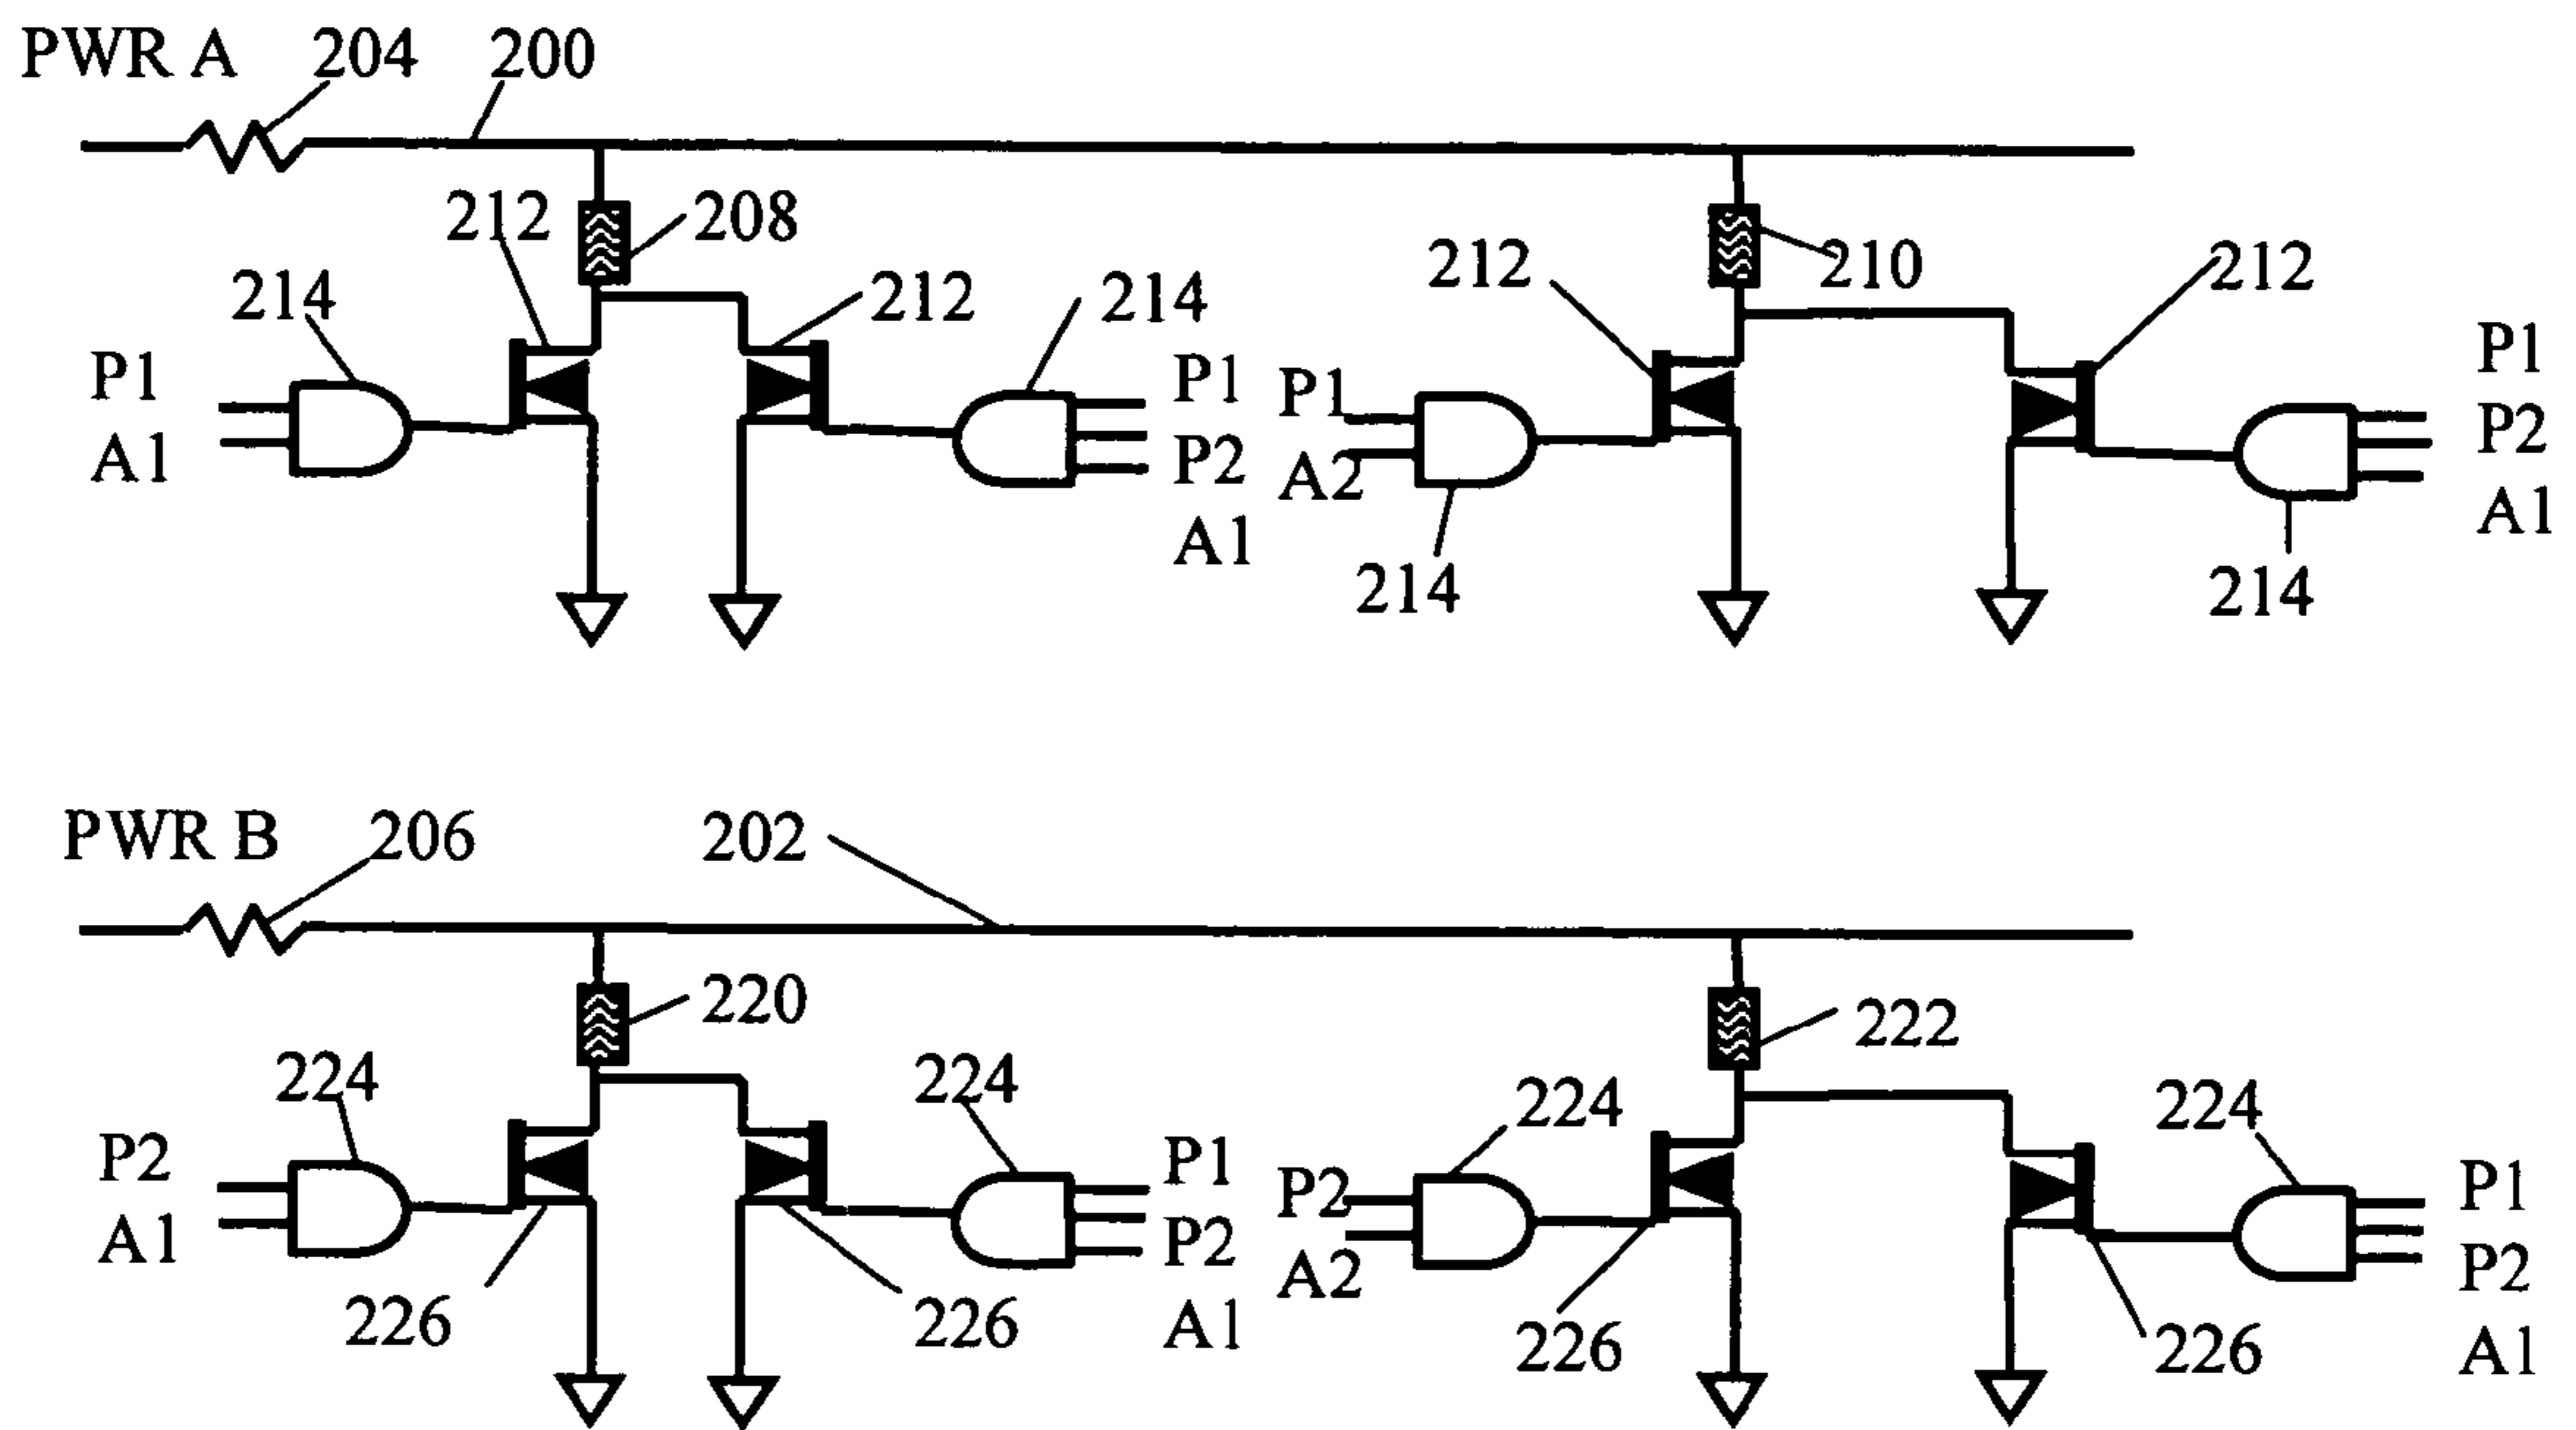 PWR A 204 200
212 208 212 210 212
214 212 214
P1 P1 P1 P1
P2 P2
A1 A2
A1 A1
214 214
PWR B 206 202
220 222
224 224 224 224
P2 P1 P2 P1
A1 P2 A2 P2
226 226 A1 226 226 A1